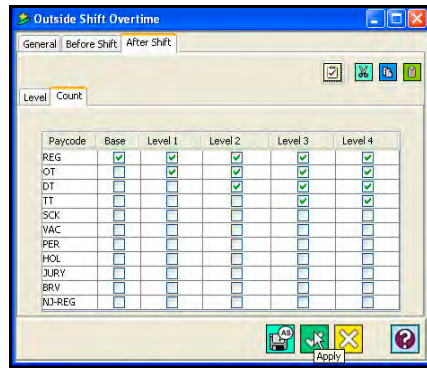 Outside Shift Overtime
General Before Shift After Shift
Level Count
Paycode Base Level 1 Level 2 Level 3 Level 4
REG
OT
DT
TT
SCK
VAC
PER
HOL
JURY
BRV
NJ-REG
AS
?
Apply